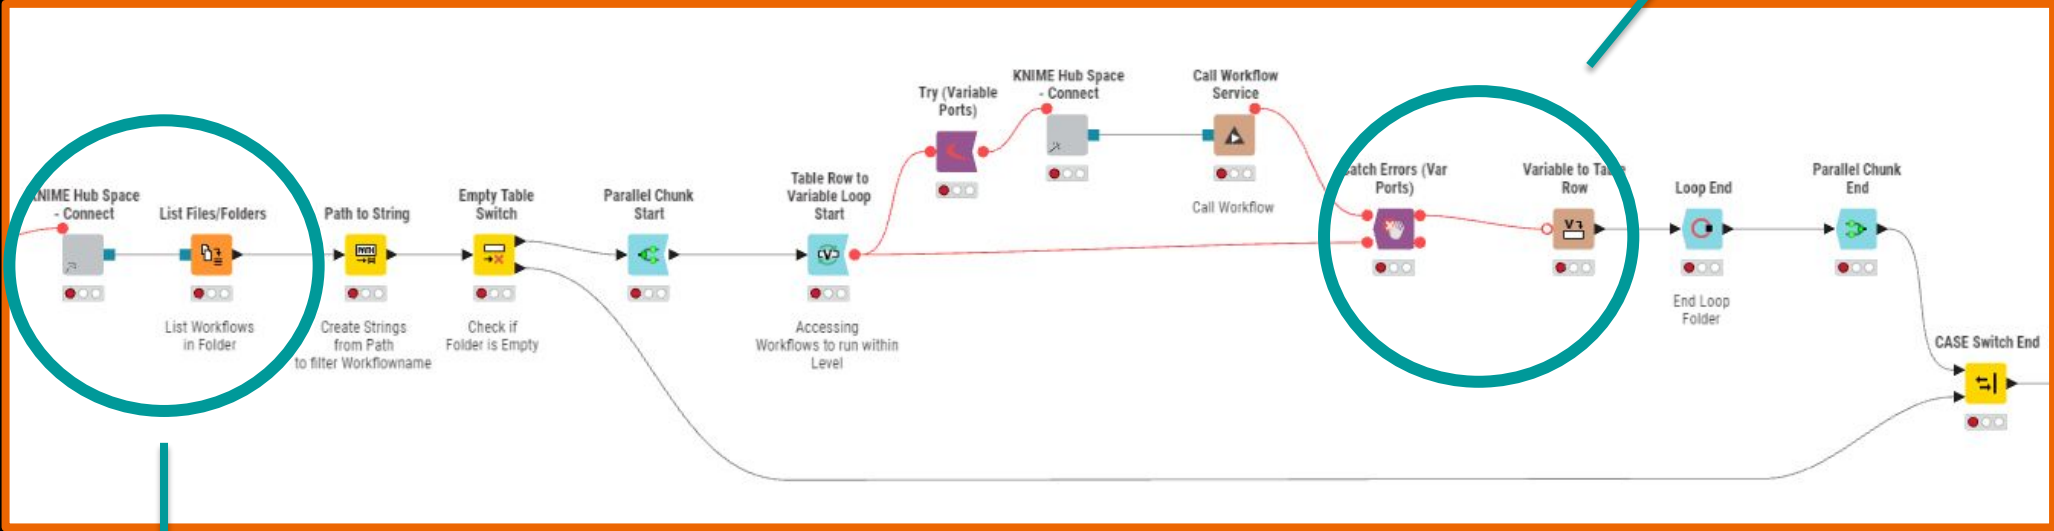 KNIME Hub Space
- Connect
List Workflows
in Folder
List Files/Folders
Path to String
Create Strings
from Path
to filter Workflowname
Empty Table
Switch
Check if
Folder is Empty
Parallel Chunk
Start
Table Row to
Variable Loop
Start
Accessing
Workflows to run within
Level
Try (Variable
Ports)
KNIME Hub Space
- Connect
Call Workflow
Service
Call Workflow
Catch Errors (Var
Ports)
Variable to Table
Row
Loop End
End Loop
Folder
Parallel Chunk
End
CASE Switch End